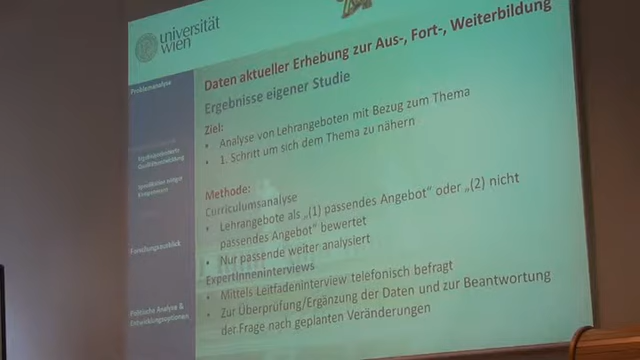 universität
wien
Daten aktueller Erhebung zur Aus-, Fort-, Weiterbildung
Ergebnisse eigener Studie
Ziel:
• Analyse von Lehrangeboten mit Bezug zum Thema
• 1. Schritt um sich dem Thema zu nähern
Methode:
Curriculumsanalyse
• Lehrangebote als „(1) passendes Angebot“ oder „(2) nicht
passendes Angebot“ bewertet
• Nur passende weiter analysiert
ExpertInneninterviews
• Mittels Leitfadeninterview telefonisch befragt
• Zur Überprüfung/Ergänzung der Daten und zur Beantwortung
der Frage nach geplanten Veränderungen
Problemanalyse
Forschungsausblick
Politische Analyse &
Entwicklungsoptionen